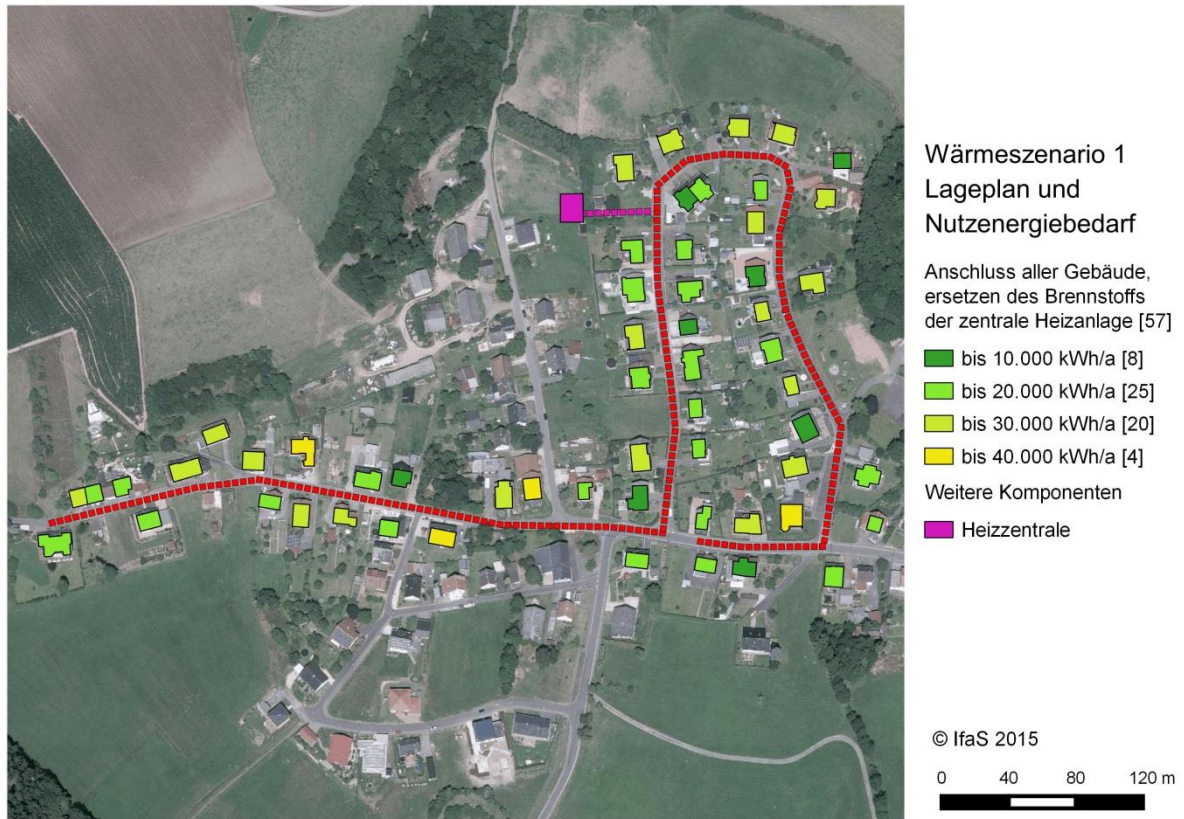 Wärmeszenario 1
Lageplan und
Nutzenergiebedarf
Anschluss aller Gebäude,
ersetzen des Brennstoffs
der zentrale Heizanlage [57]
bis 10.000 kWh/a [8]
bis 20.000 kWh/a [25]
bis 30.000 kWh/a [20]
bis 40.000 kWh/a [4]
Weitere Komponenten
Heizzentrale
© IfaS 2015
0 40 80 120 m